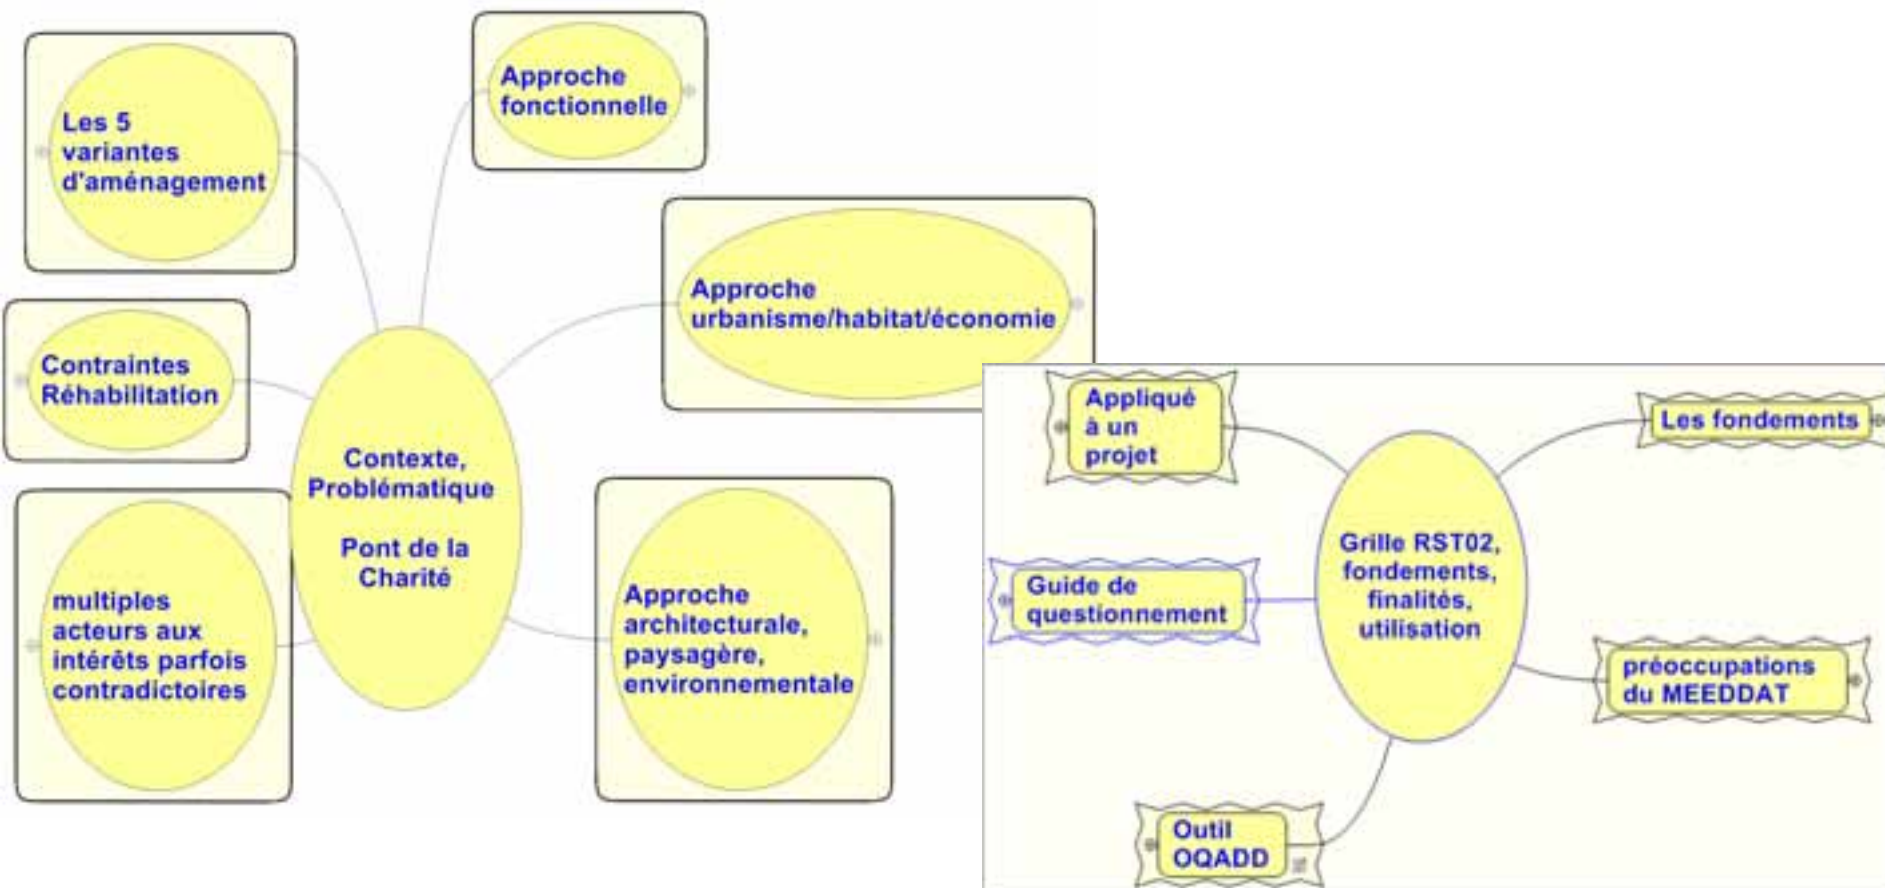 Les 5
variantes
d'aménagement
Approche
fonctionnelle
Approche
urbanisme/habitat/économie
Contraintes
Réhabilitation
Contexte,
Problématique
Pont de la
Charité
multiples
acteurs aux
intérêts parfois
contradictoires
Approche
architecturale,
paysagère,
environnementale
Appliqué
à un
projet
Les fondements
Guide de
questionnement
Grille RST02,
fondements,
finalités,
utilisation
préoccupations
du MEEDDAT
Outil
OQADD